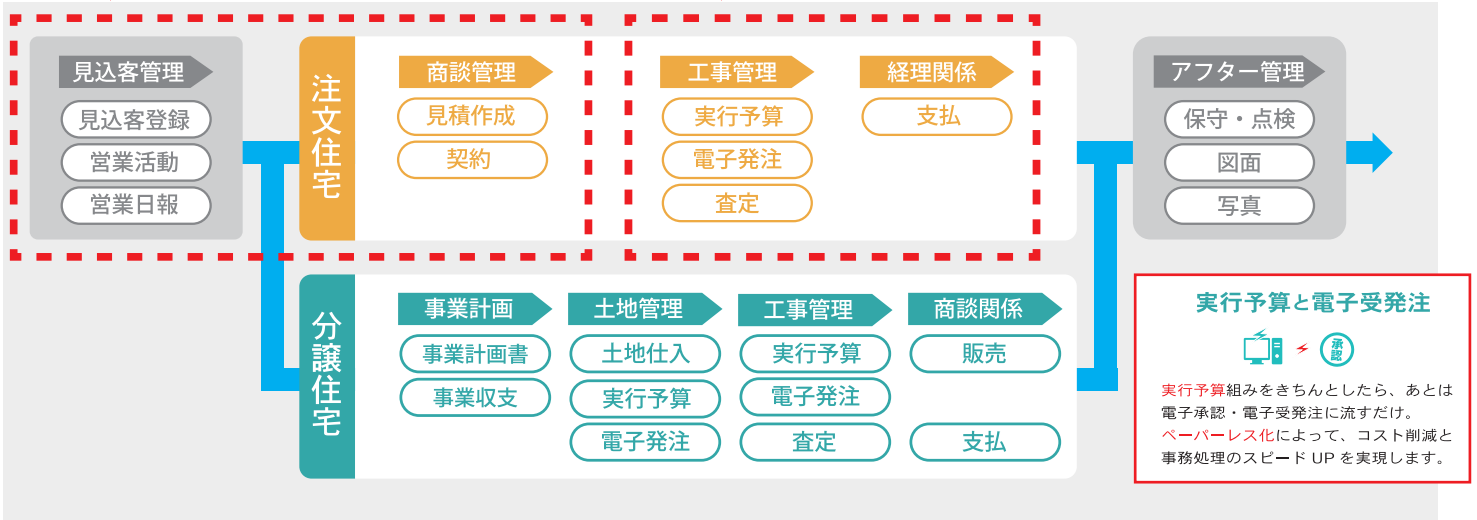 見込客管理
見込客登録
営業活動
営業日報
注文住宅
商談管理
見積作成
契約
工事管理
実行予算
電子発注
査定
経理関係
支払
分譲住宅
事業計画
事業計画書
事業収支
土地管理
土地仕入
実行予算
電子発注
工事管理
実行予算
電子発注
査定
商談関係
販売
支払
アフター管理
保守・点検
図面
写真
実行予算と電子受発注
承認
実行予算組みをきちんとしたら、あとは
電子承認・電子受発注に流すだけ。
ペーパーレス化によって、コスト削減と
事務処理のスピード UP を実現します。